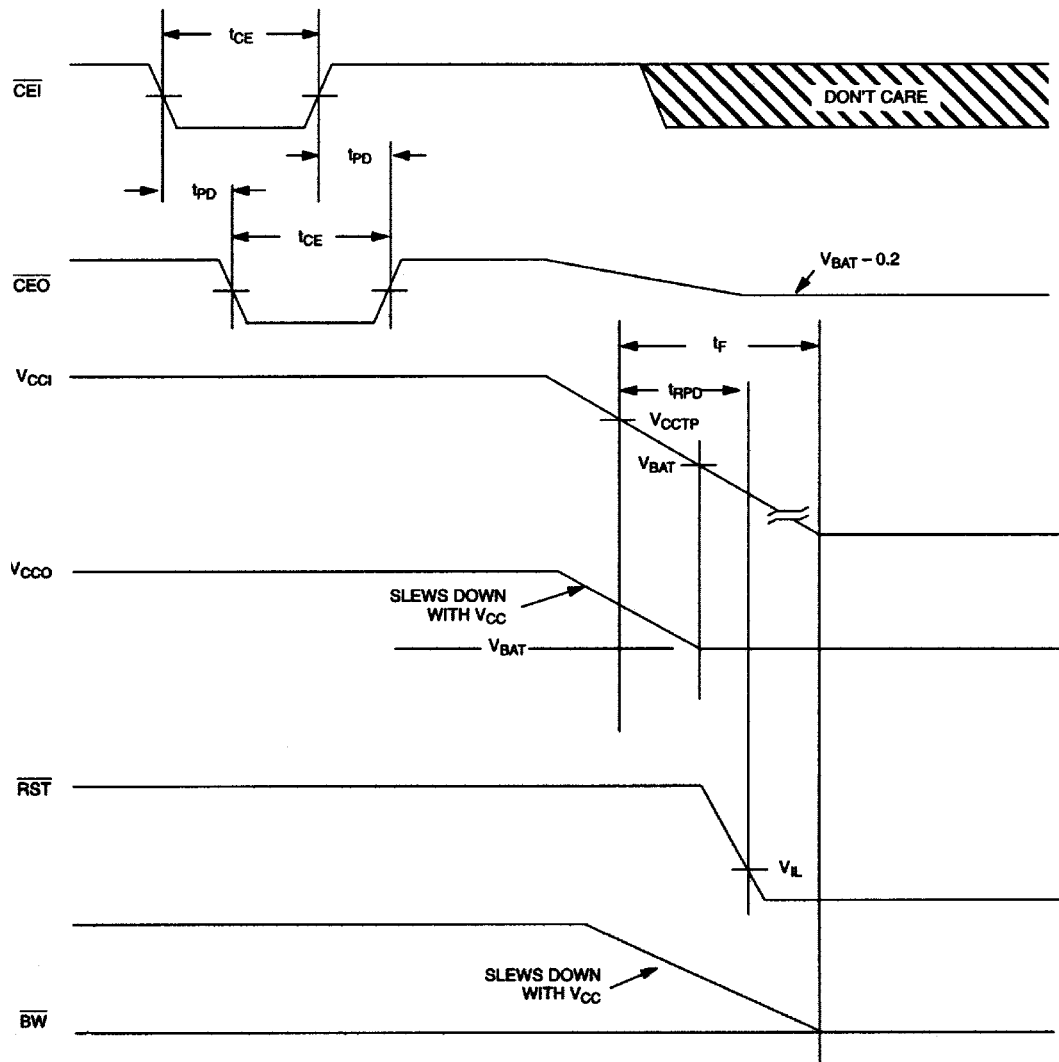 tCE
CEI
DON'T CARE
tPD
tPD
tCE
CEO
VBAT – 0.2
tF
VCCI
tRPD
VCCTP
VBAT
VCCO
SLEWS DOWN
WITH VCC
VBAT
RST
VIL
SLEWS DOWN
WITH VCC
BW